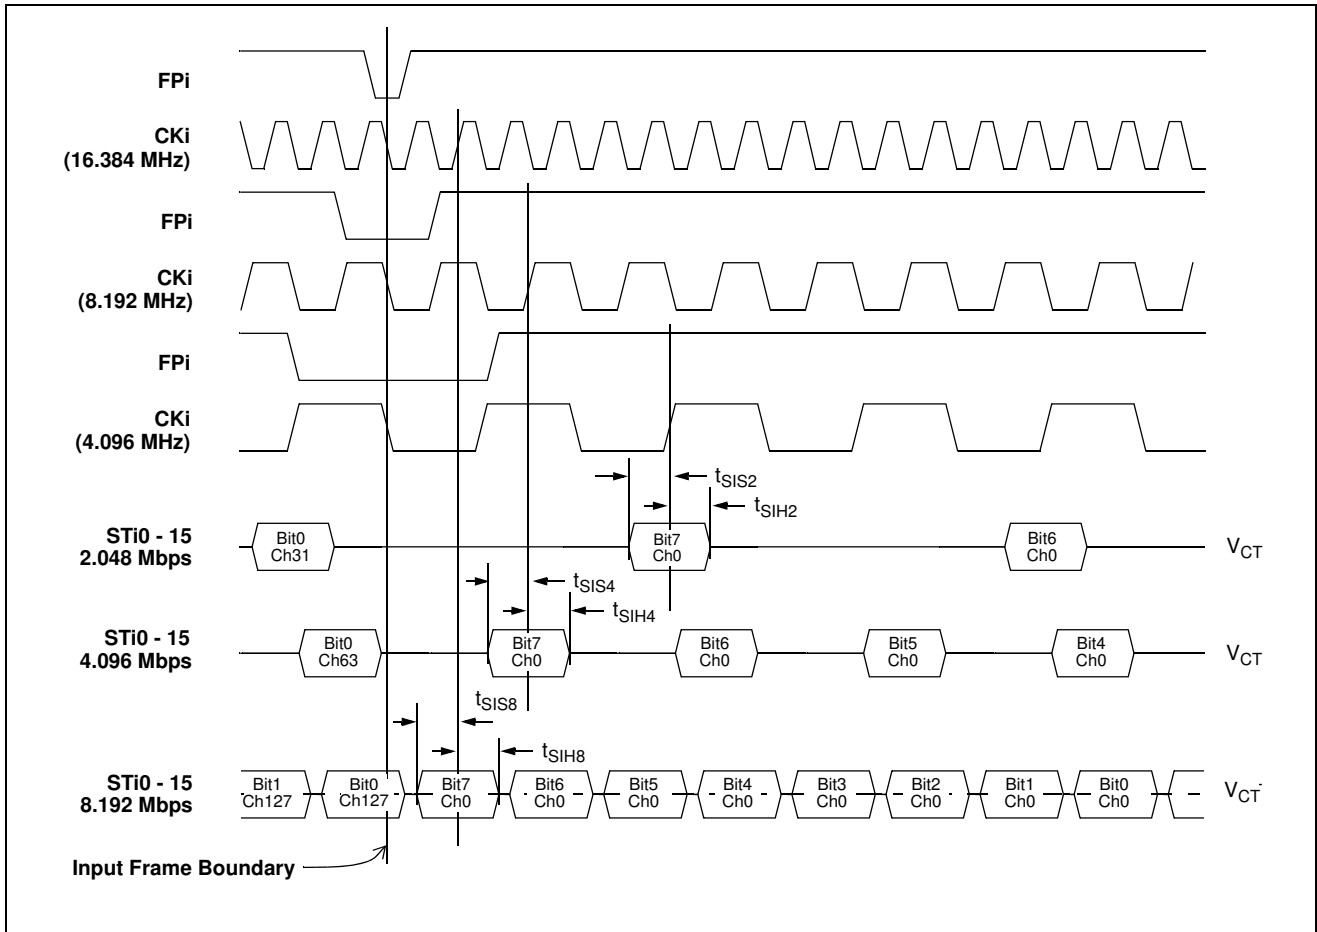 FPi
CKi
(16.384 MHz)
FPi
CKi
(8.192 MHz)
FPi
CKi
(4.096 MHz)
tSIS2
tSIH2
STi0 - 15
2.048 Mbps
Bit0
Ch31
Bit7
Ch0
Bit6
Ch0
VCT
tSIS4
tSIH4
STi0 - 15
4.096 Mbps
Bit0
Ch63
Bit7
Ch0
Bit6
Ch0
Bit5
Ch0
Bit4
Ch0
VCT
tSIS8
tSIH8
STi0 - 15
8.192 Mbps
Bit1
Ch127
Bit0
Ch127
Bit7
Ch0
Bit6
Ch0
Bit5
Ch0
Bit4
Ch0
Bit3
Ch0
Bit2
Ch0
Bit1
Ch0
Bit0
Ch0
VCT
Input Frame Boundary